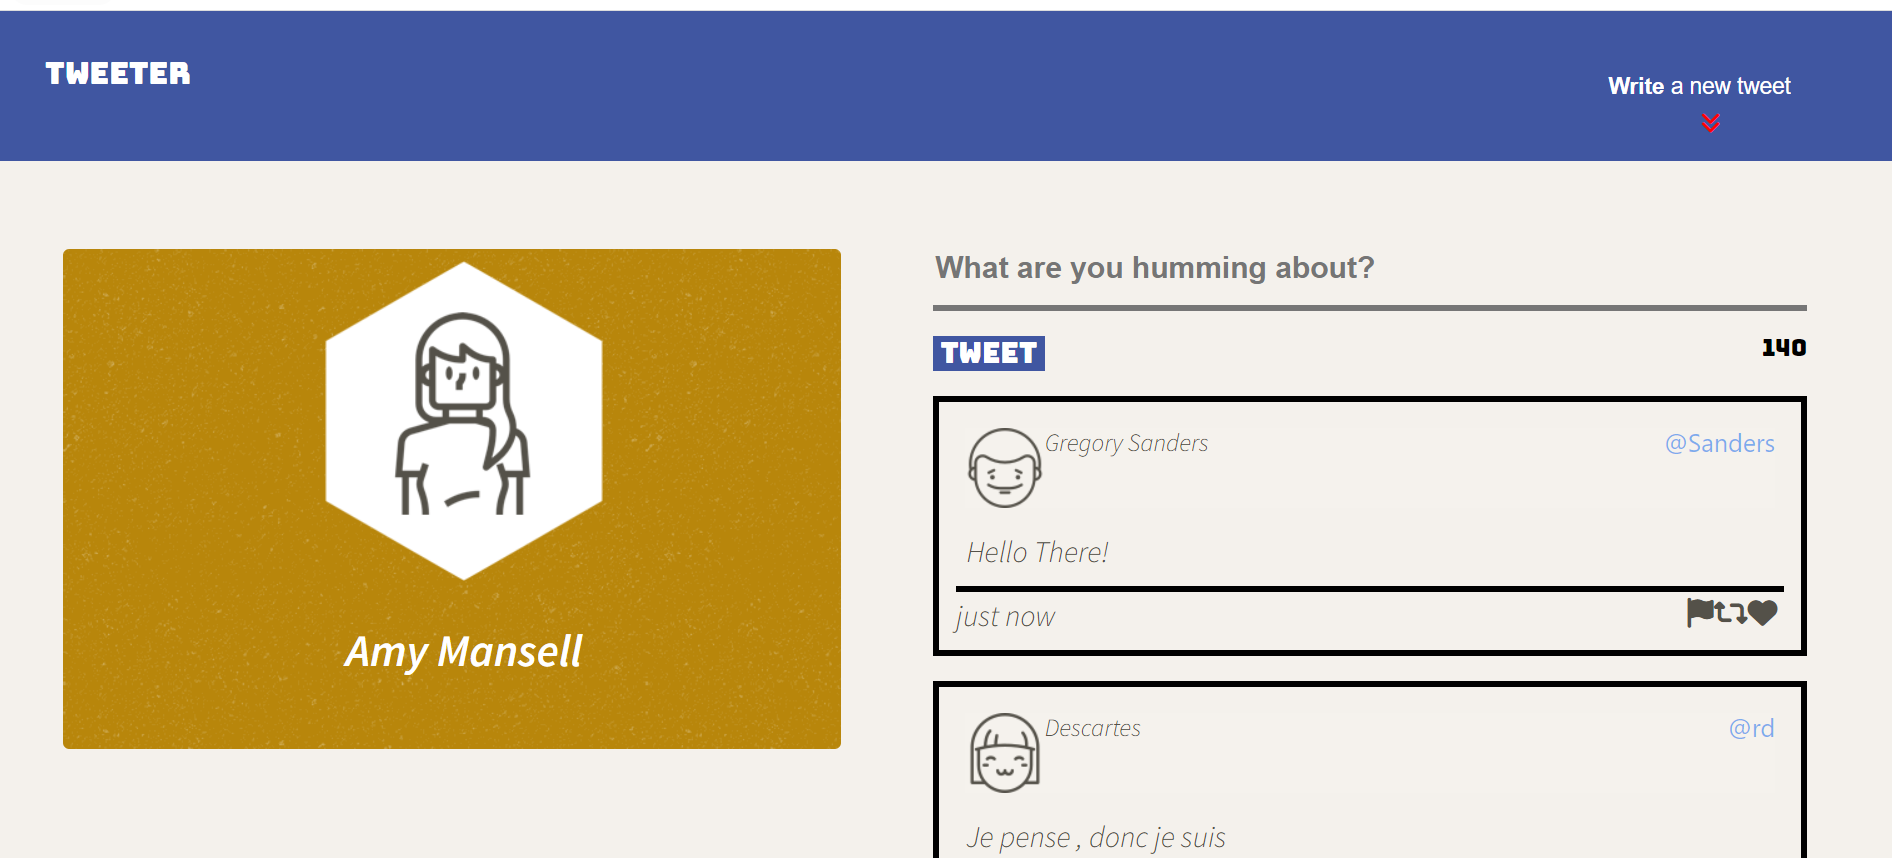 TWEETER
Write a new tweet
Amy Mansell
What are you humming about?
TWEET
140
Gregory Sanders
@Sanders
Hello There!
just now
Descartes
@rd
Je pense , donc je suis